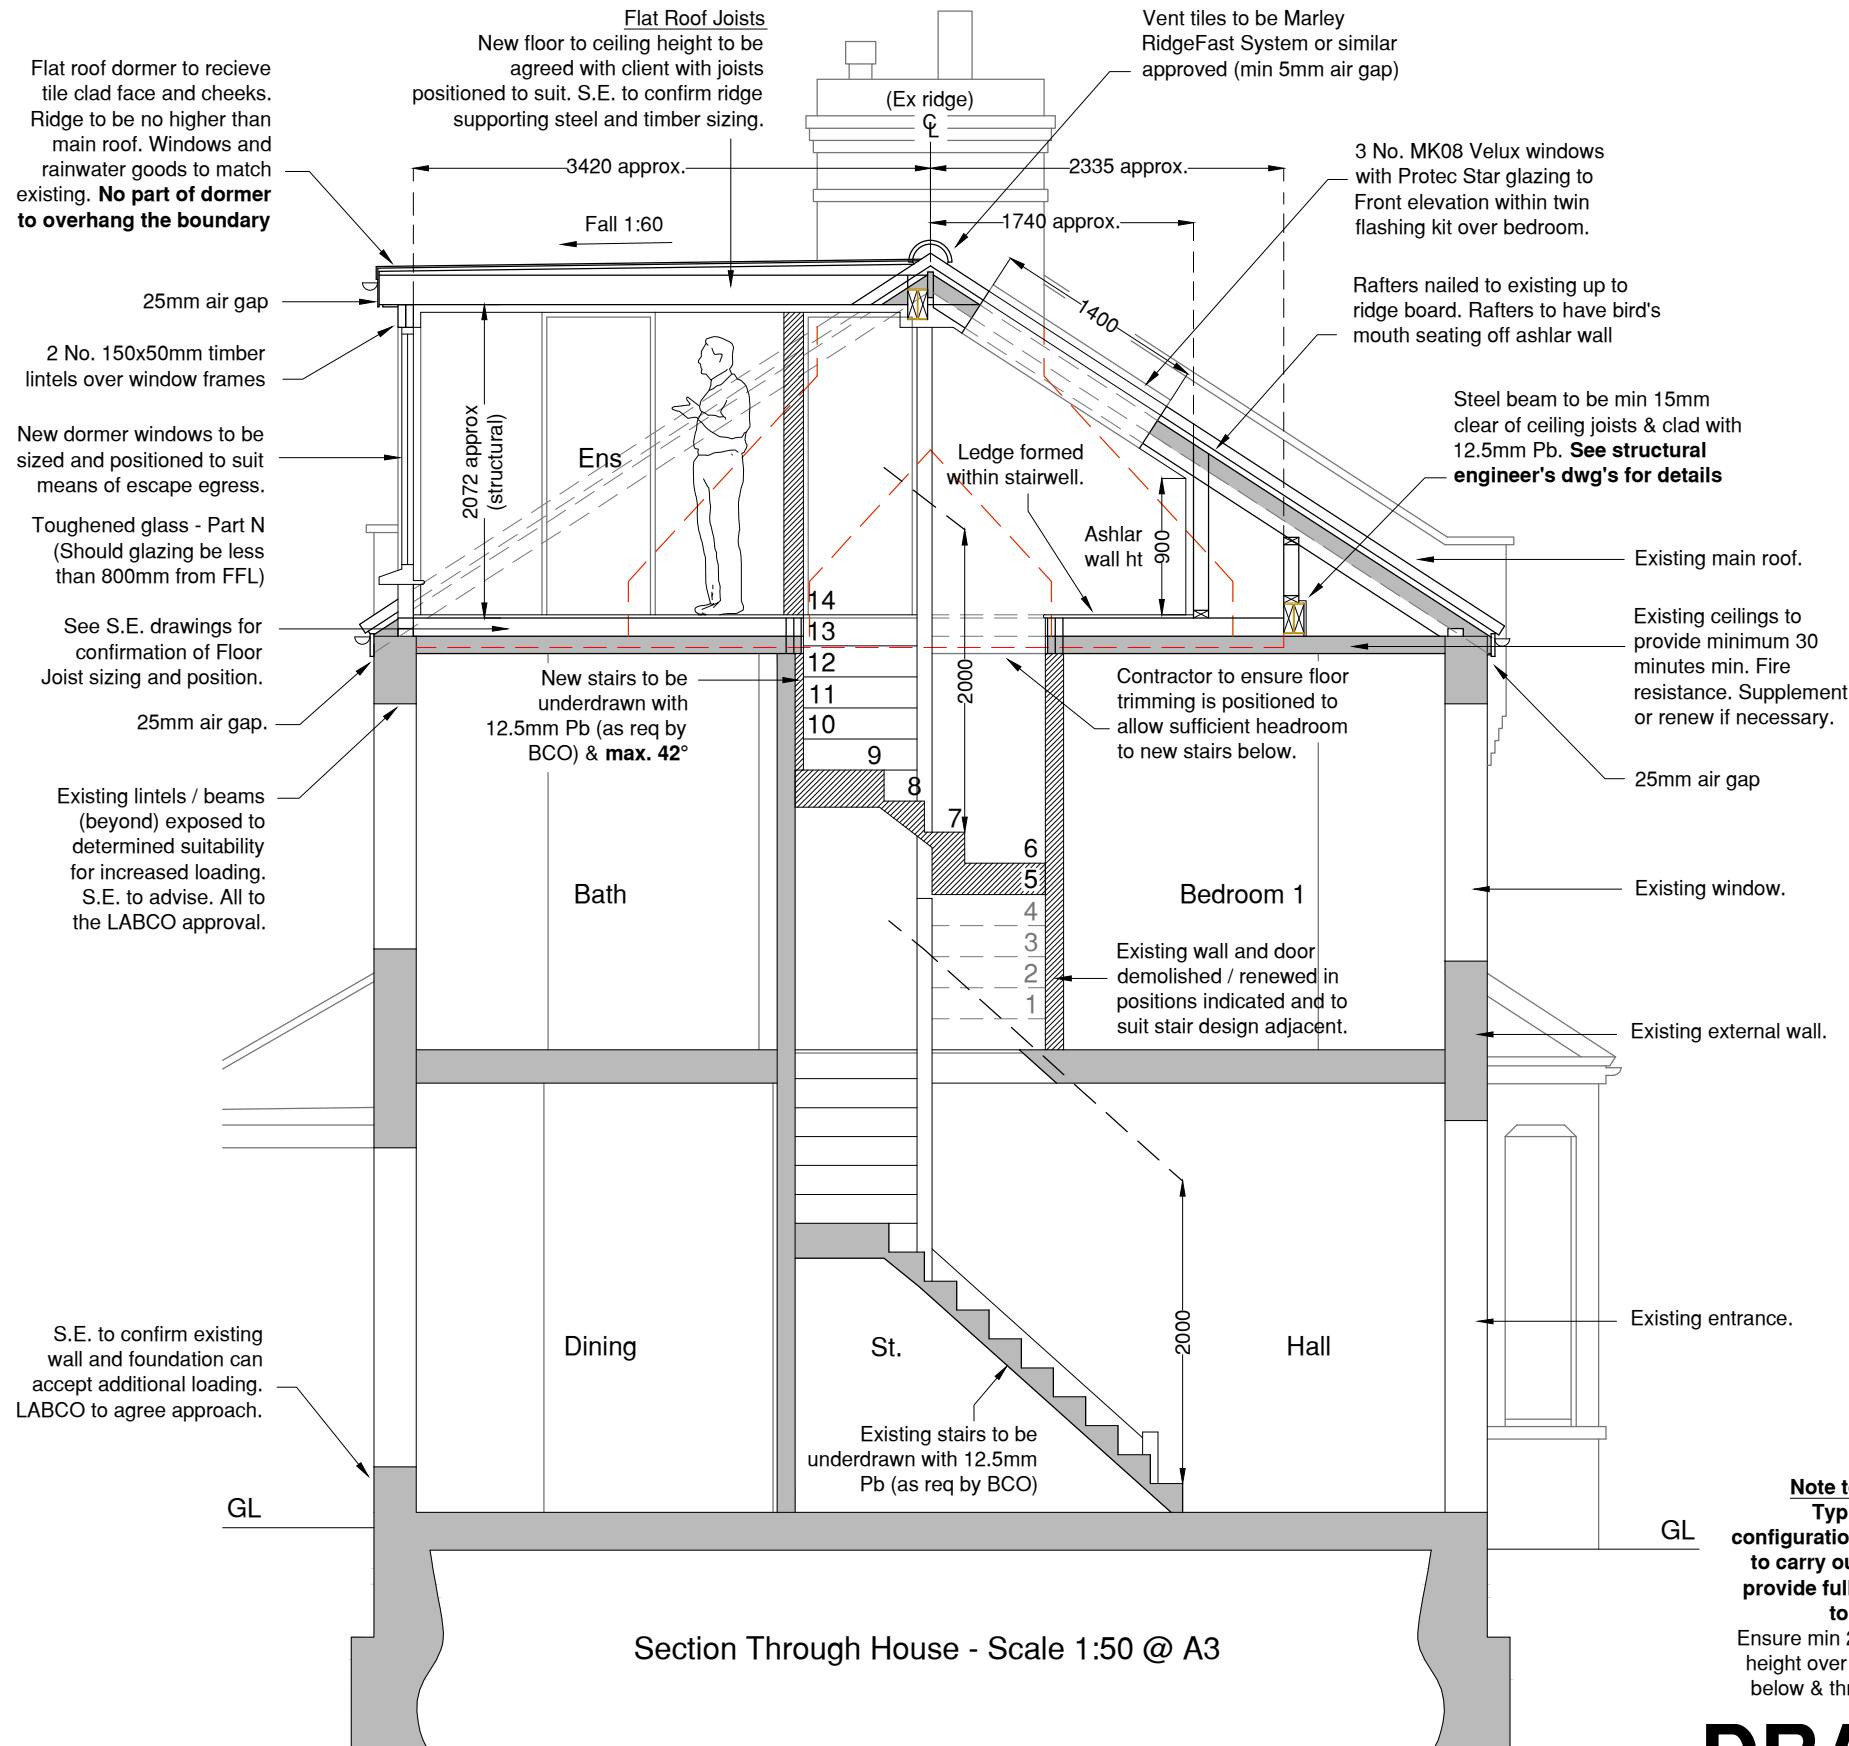 Flat Roof Joists
New floor to ceiling height to be
agreed with client with joists
positioned to suit. S.E. to confirm ridge
supporting steel and timber sizing.
Vent tiles to be Marley
RidgeFast System or similar
approved (min 5mm air gap)
Flat roof dormer to recieve
tile clad face and cheeks.
Ridge to be no higher than
main roof. Windows and
rainwater goods to match
existing. No part of dormer
to overhang the boundary
(Ex ridge)
CL
3420 approx.
2335 approx.
1740 approx.
Fall 1:60
3 No. MK08 Velux windows
with Protec Star glazing to
Front elevation within twin
flashing kit over bedroom.
25mm air gap
1400
Rafters nailed to existing up to
ridge board. Rafters to have bird's
mouth seating off ashlar wall
2 No. 150x50mm timber
lintels over window frames
Steel beam to be min 15mm
clear of ceiling joists & clad with
12.5mm Pb. See structural
engineer's dwg's for details
New dormer windows to be
sized and positioned to suit
means of escape egress.
2072 approx
(structural)
Ens
Ledge formed
within stairwell.
Toughened glass - Part N
(Should glazing be less
than 800mm from FFL)
Ashlar
wall ht
900
Existing main roof.
See S.E. drawings for
confirmation of Floor
Joist sizing and position.
14
13
12
11
10
9
8
7
6
5
4
3
2
1
2000
Existing ceilings to
provide minimum 30
minutes min. Fire
resistance. Supplement
or renew if necessary.
New stairs to be
underdrawn with
12.5mm Pb (as req by
BCO) & max. 42°
Contractor to ensure floor
trimming is positioned to
allow sufficient headroom
to new stairs below.
25mm air gap.
25mm air gap
Existing lintels / beams
(beyond) exposed to
determined suitability
for increased loading.
S.E. to advise. All to
the LABCO approval.
Bath
Bedroom 1
Existing window.
Existing wall and door
demolished / renewed in
positions indicated and to
suit stair design adjacent.
Existing external wall.
S.E. to confirm existing
wall and foundation can
accept additional loading.
LABCO to agree approach.
Dining
St.
2000
Hall
Existing entrance.
Existing stairs to be
underdrawn with 12.5mm
Pb (as req by BCO)
GL
GL
Note t
Typ
configuratio
to carry ou
provide full
to
Ensure min 2
height over
below & thr
Section Through House - Scale 1:50 @ A3